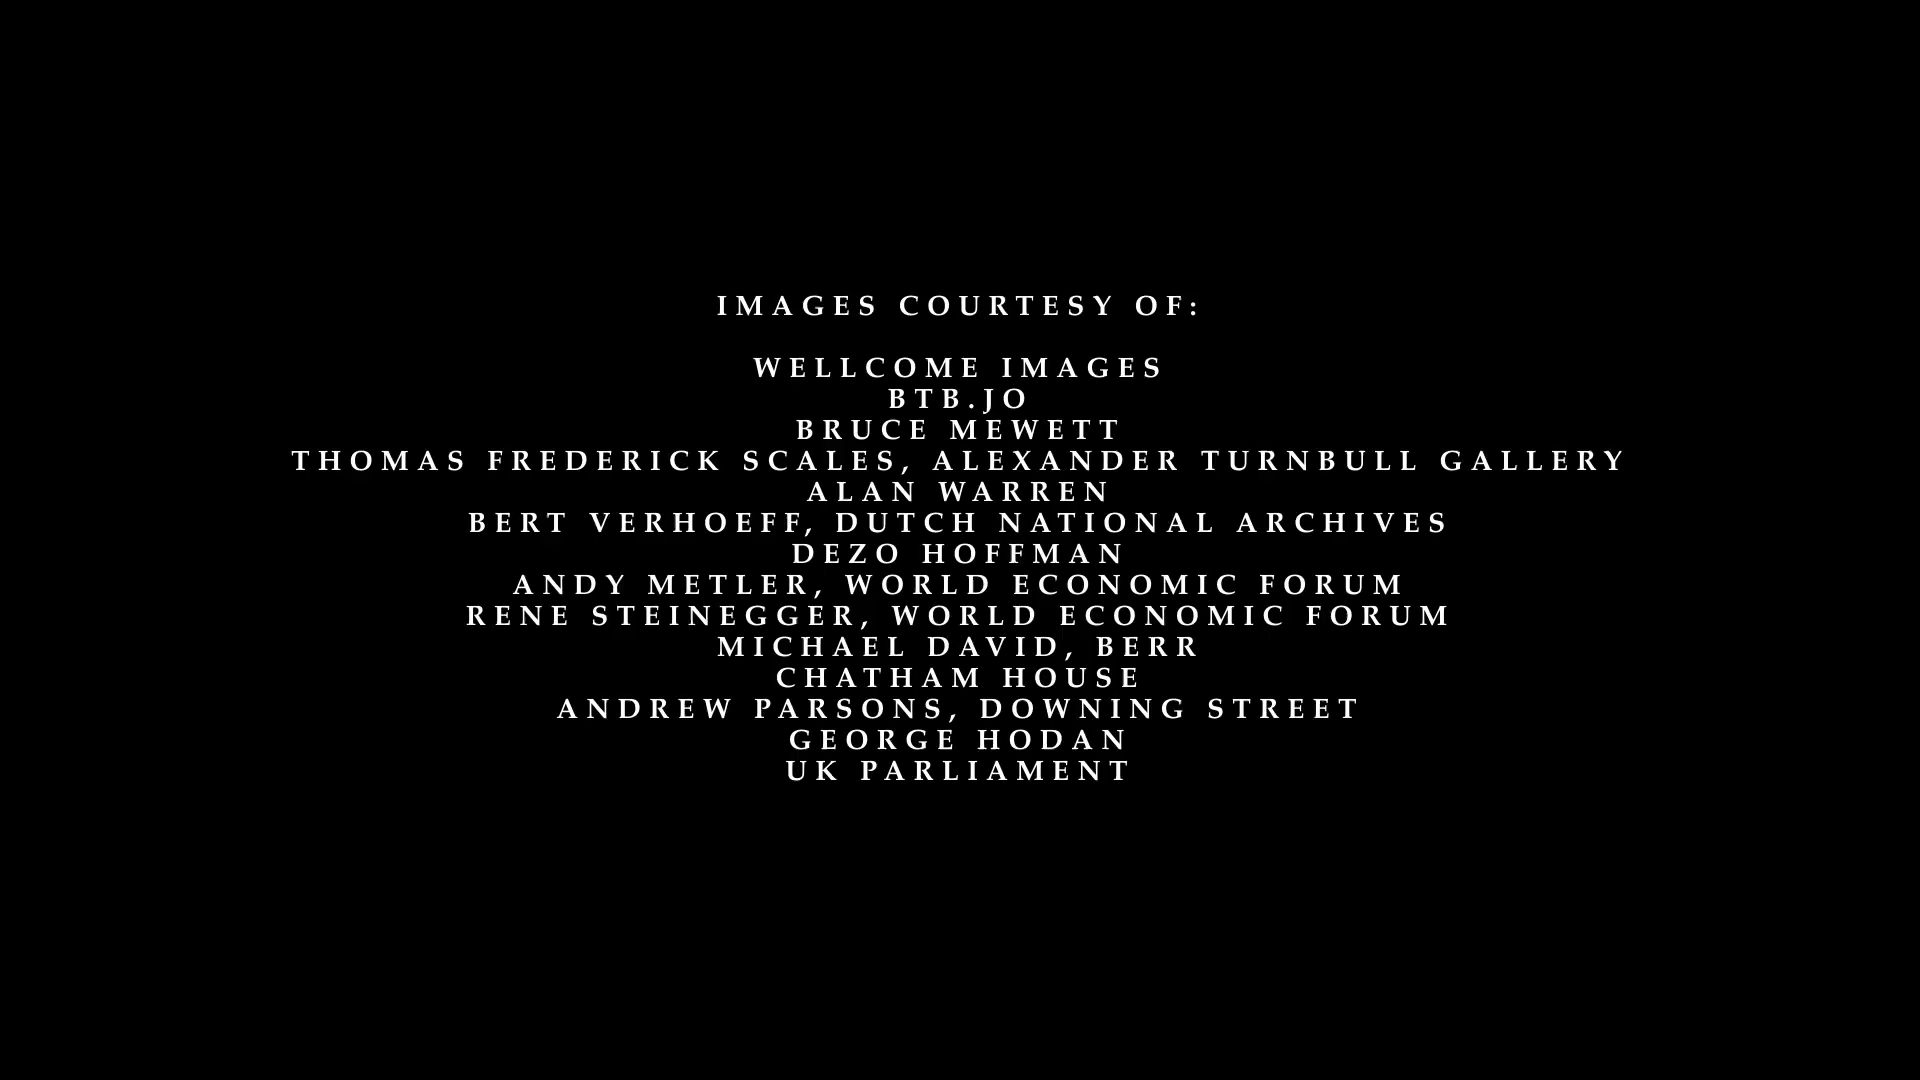 IMAGES COURTESY OF:
WELLCOME IMAGES
BTB.JO
BRUCE MEWETT
THOMAS FREDERICK SCALES, ALEXANDER TURNBULL GALLERY
ALAN WARREN
BERT VERHOEFF, DUTCH NATIONAL ARCHIVES
DEZO HOFFMAN
ANDY METLER, WORLD ECONOMIC FORUM
RENE STEINEGGER, WORLD ECONOMIC FORUM
MICHAEL DAVID, BERR
CHATHAM HOUSE
ANDREW PARSONS, DOWNING STREET
GEORGE HODAN
UK PARLIAMENT